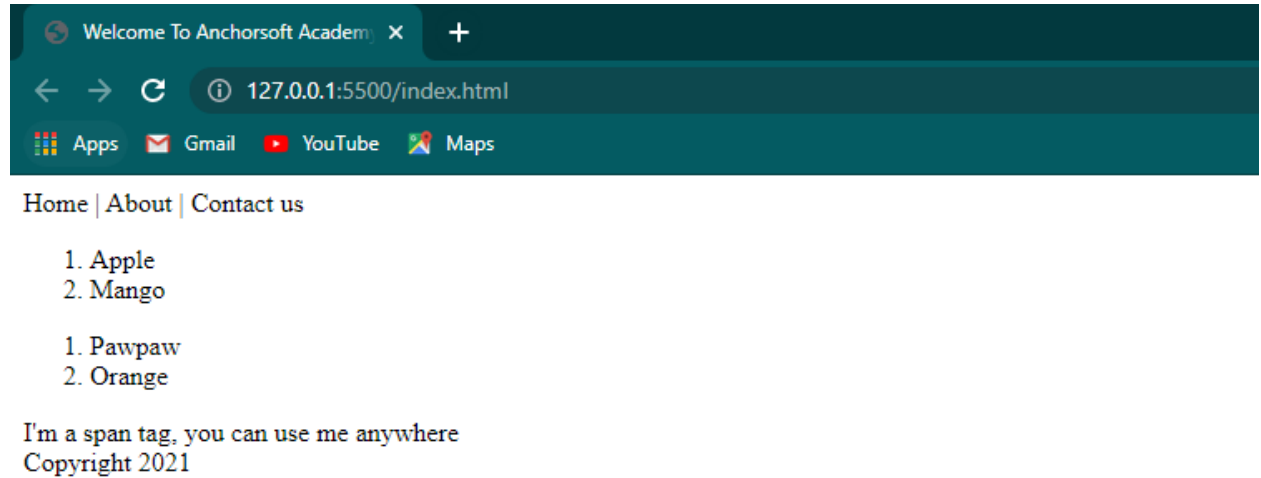 Welcome To Anchorsoft Academy
127.0.0.1:5500/index.html
Apps Gmail YouTube Maps
Home | About | Contact us
1. Apple
2. Mango
1. Pawpaw
2. Orange
I'm a span tag, you can use me anywhere
Copyright 2021